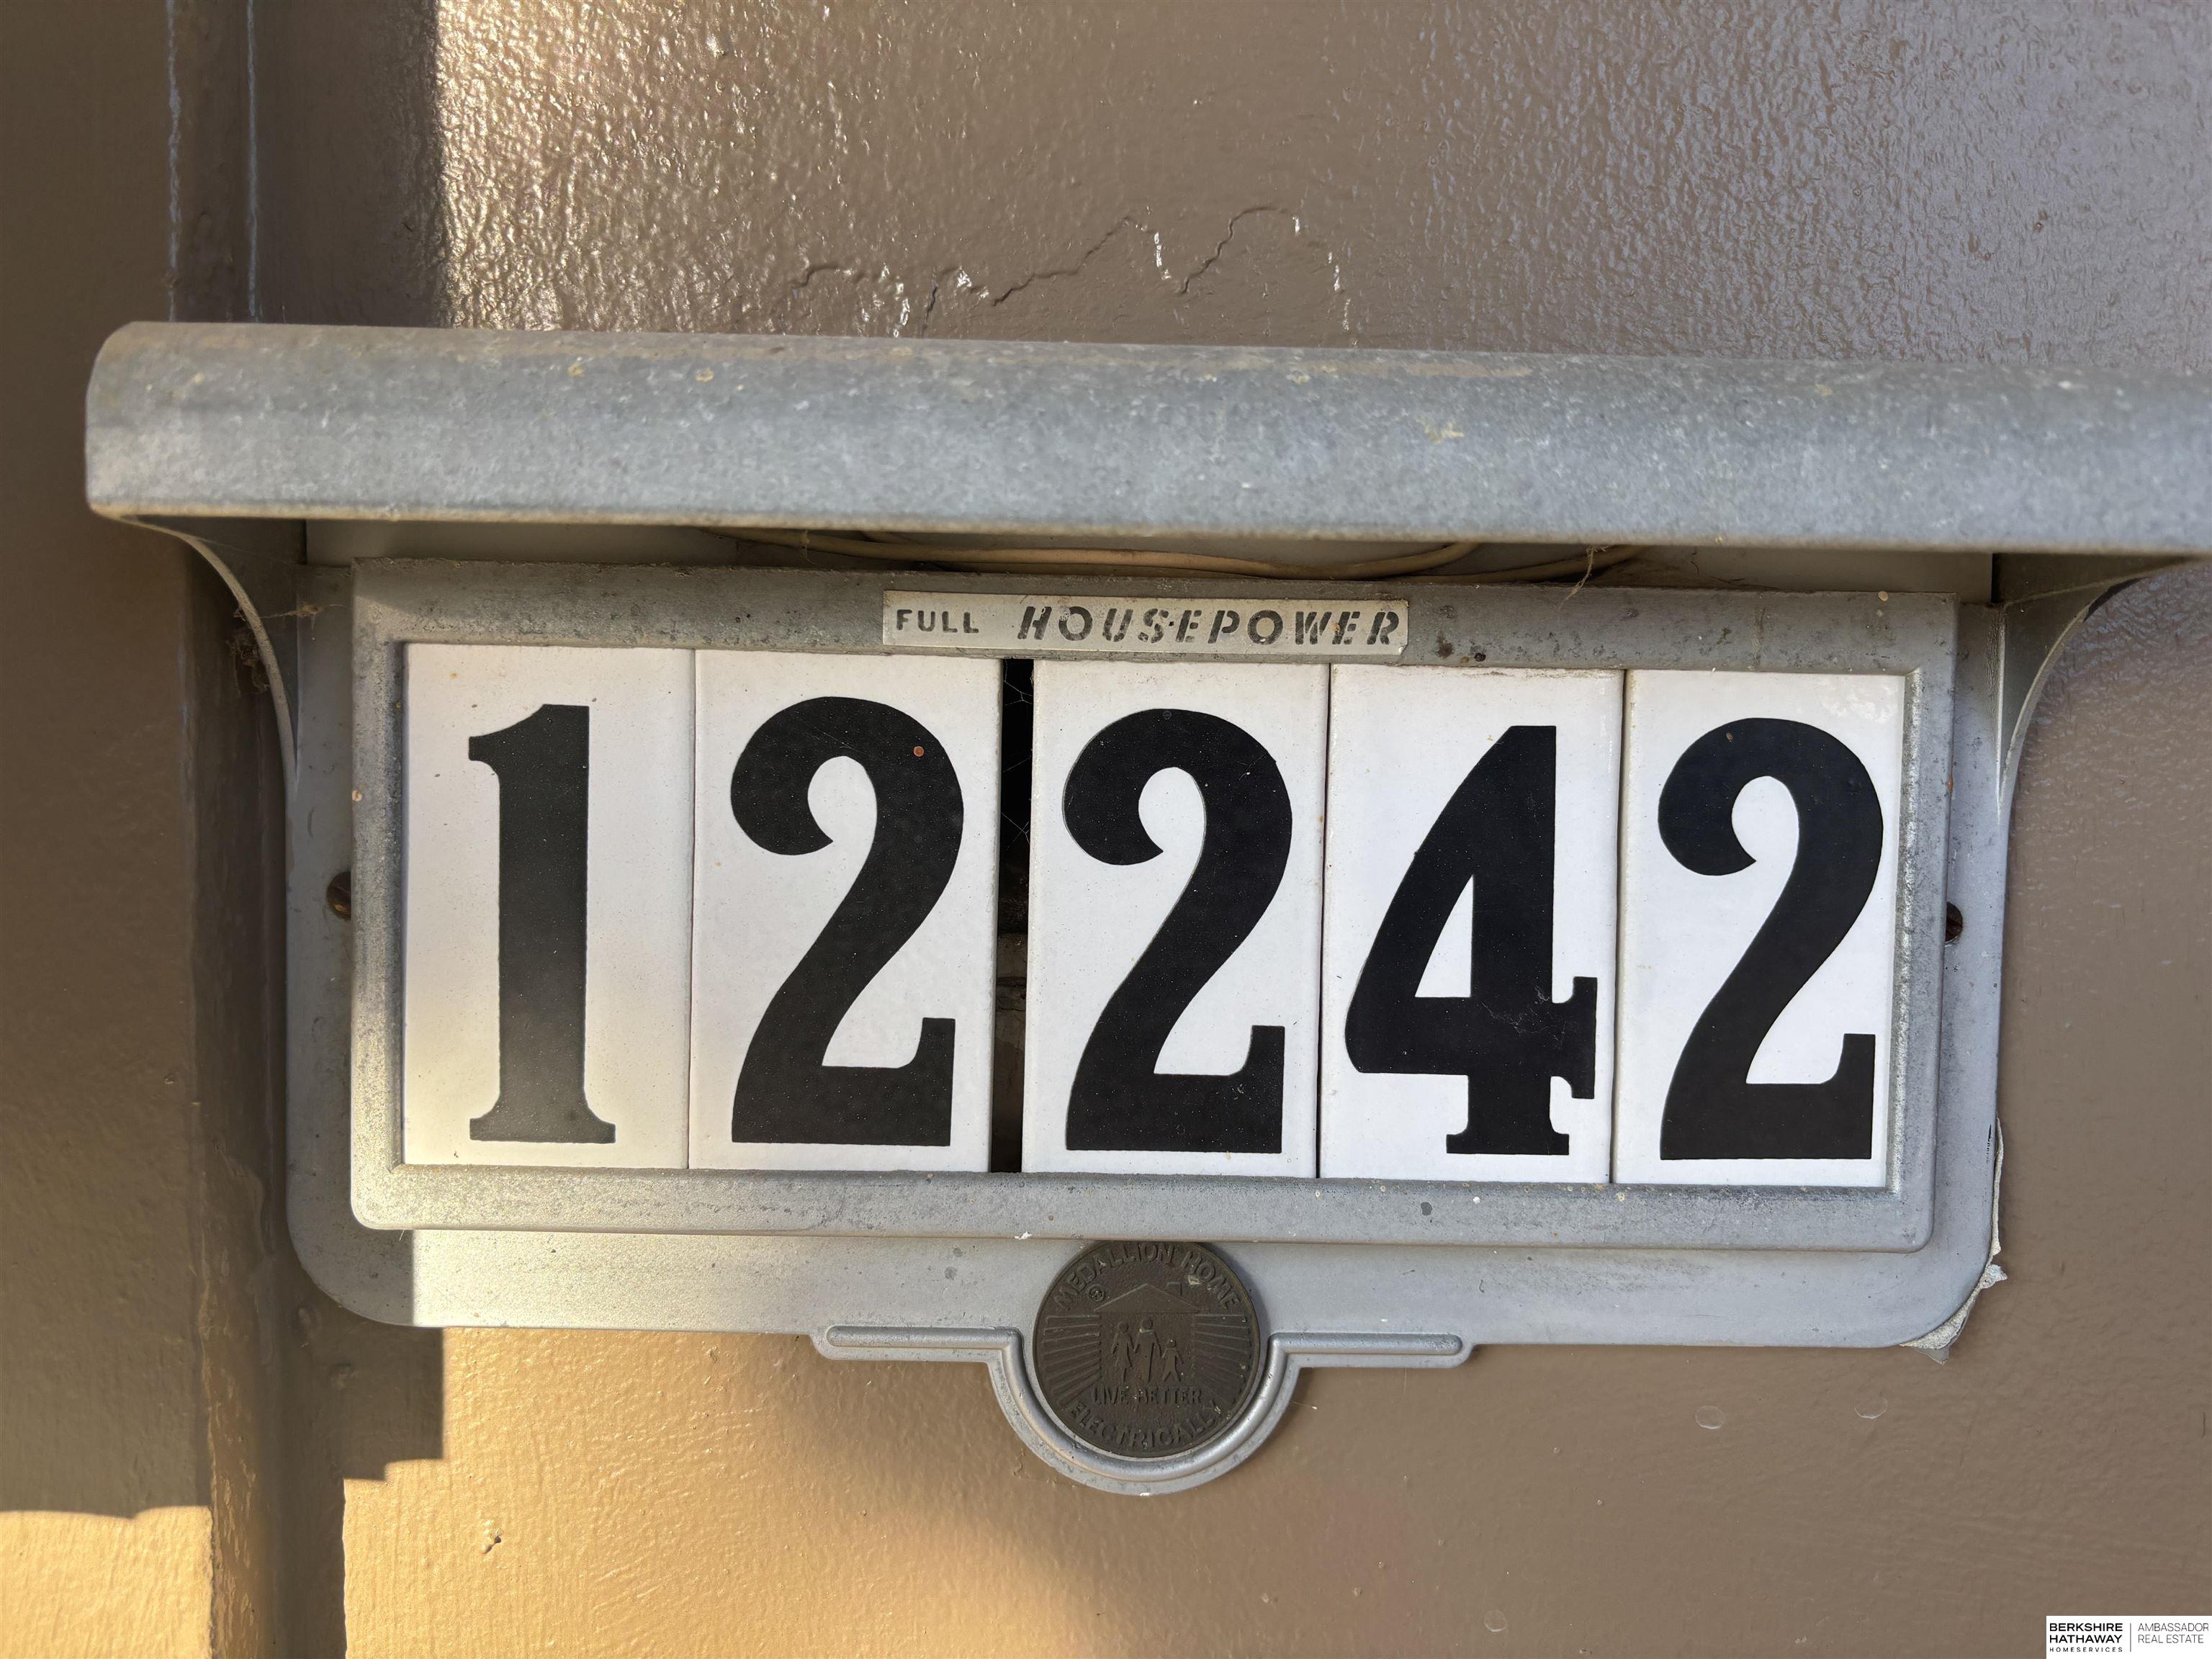 FULL HOUSEPOWER
12242
MEDALLION HOME
LIVE BETTER
ELECTRICALLY
BERKSHIRE
HATHAWAY
HOMESERVICES
AMBASSADOR
REAL ESTATE